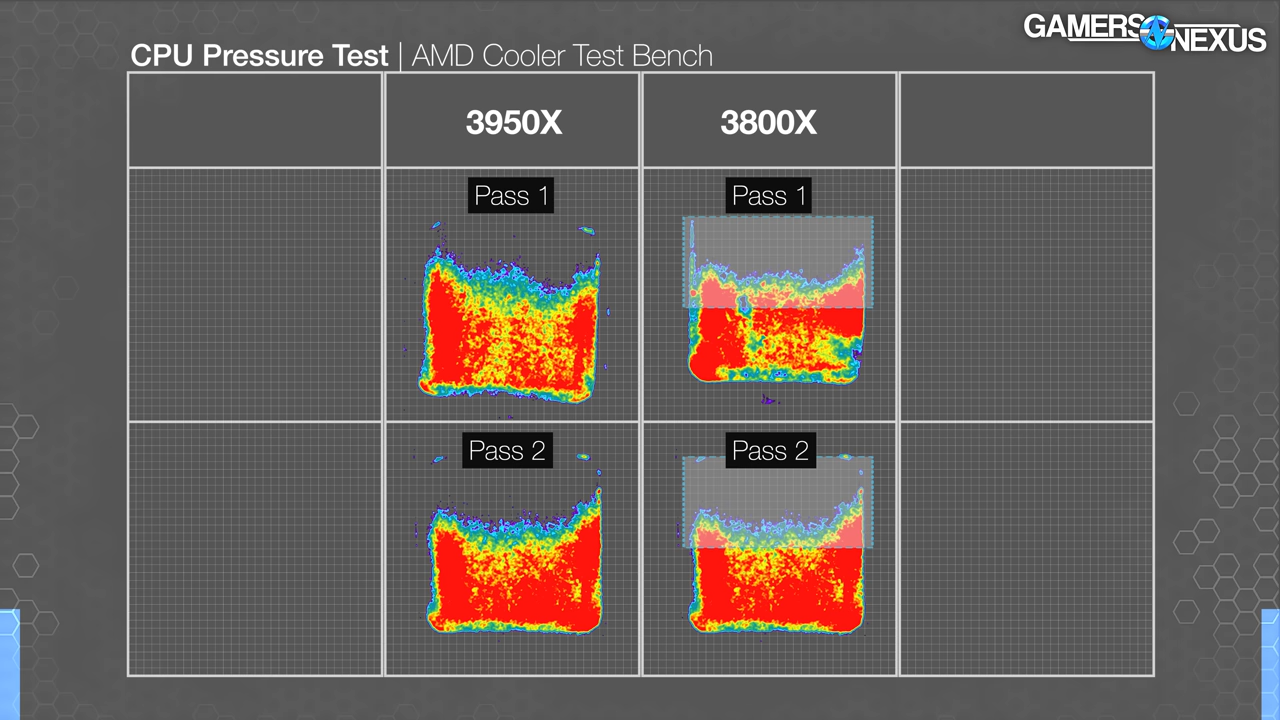 GAMERS NEXUS
CPU Pressure Test | AMD Cooler Test Bench
3950X 3800X
Pass 1 Pass 1
Pass 2 Pass 2